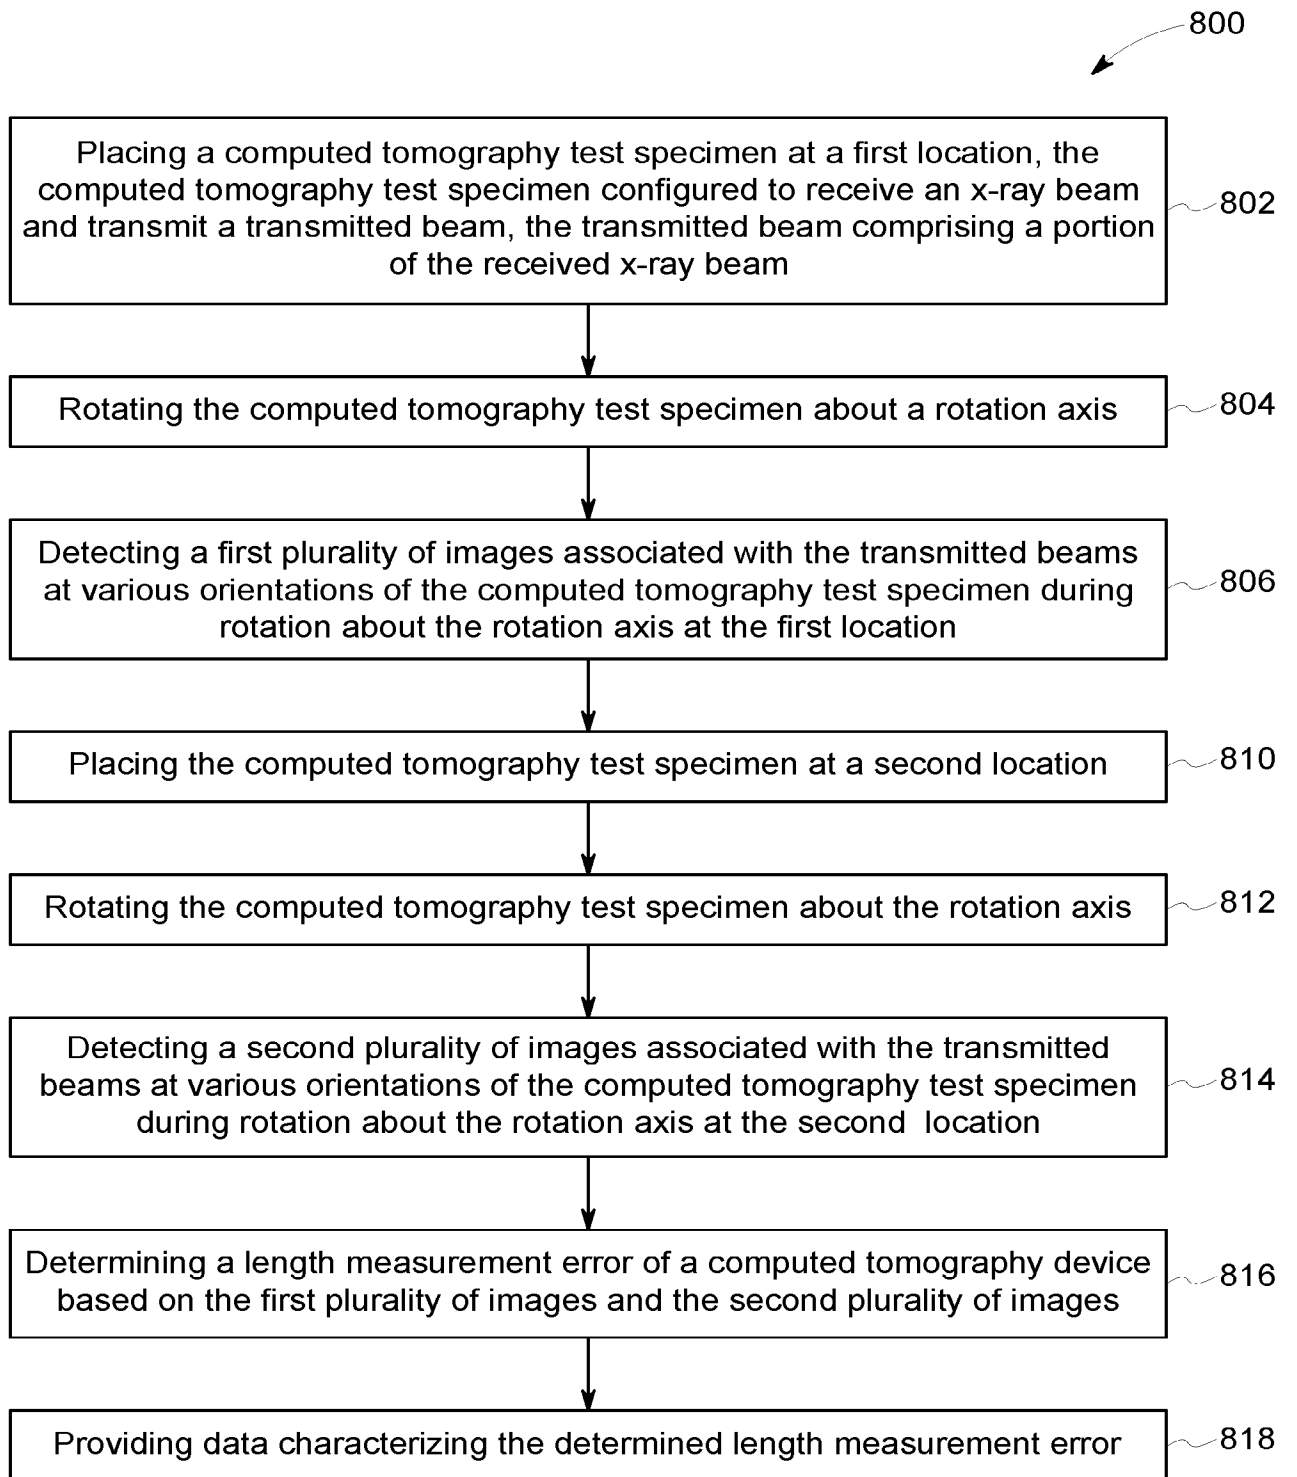 800
Placing a computed tomography test specimen at a first location, the
computed tomography test specimen configured to receive an x-ray beam
and transmit a transmitted beam, the transmitted beam comprising a portion
of the received x-ray beam
802
Rotating the computed tomography test specimen about a rotation axis
804
Detecting a first plurality of images associated with the transmitted beams
at various orientations of the computed tomography test specimen during
rotation about the rotation axis at the first location
806
Placing the computed tomography test specimen at a second location
810
Rotating the computed tomography test specimen about the rotation axis
812
Detecting a second plurality of images associated with the transmitted
beams at various orientations of the computed tomography test specimen
during rotation about the rotation axis at the second location
814
Determining a length measurement error of a computed tomography device
based on the first plurality of images and the second plurality of images
816
Providing data characterizing the determined length measurement error
818